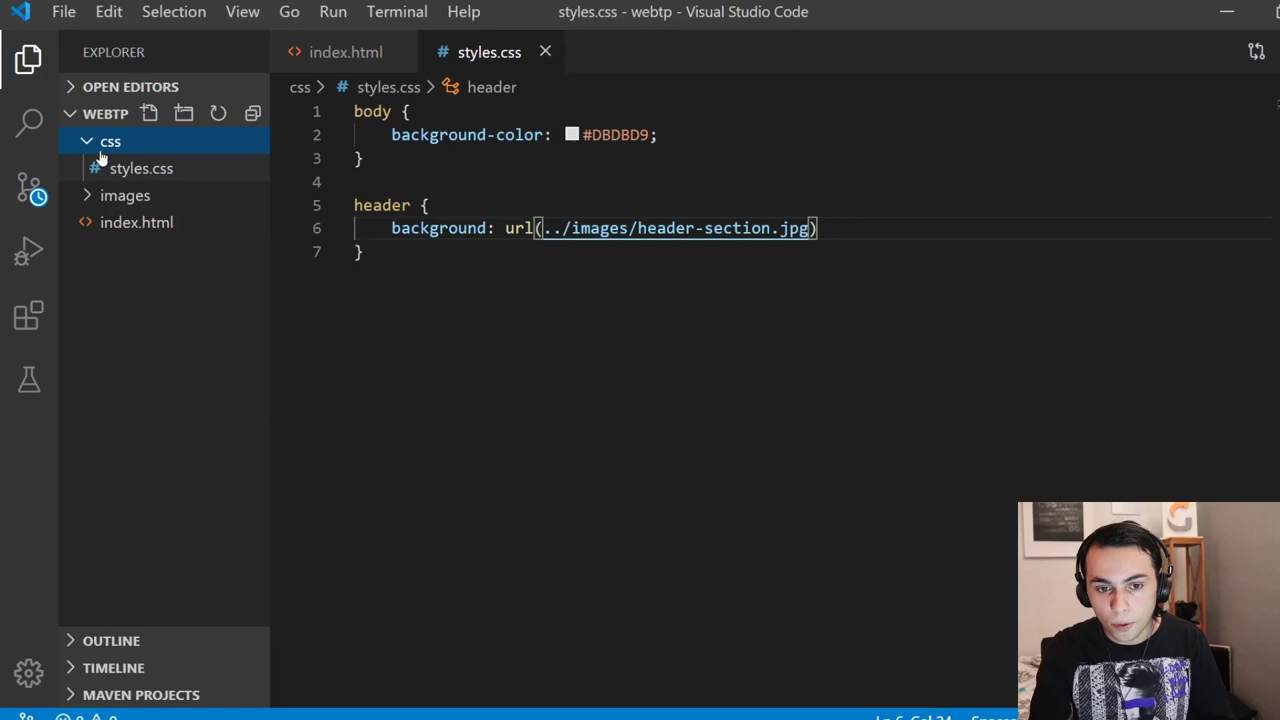 File Edit Selection View Go Run Terminal Help styles.css - webtp - Visual Studio Code
EXPLORER
index.html
# styles.css
OPEN EDITORS
WEBTP
css
# styles.css
images
index.html
css > # styles.css > header
1 body {
2 background-color: #DBDBD9;
3 }
4
5 header {
6 background: url(../images/header-section.jpg)
7 }
OUTLINE
TIMELINE
MAVEN PROJECTS